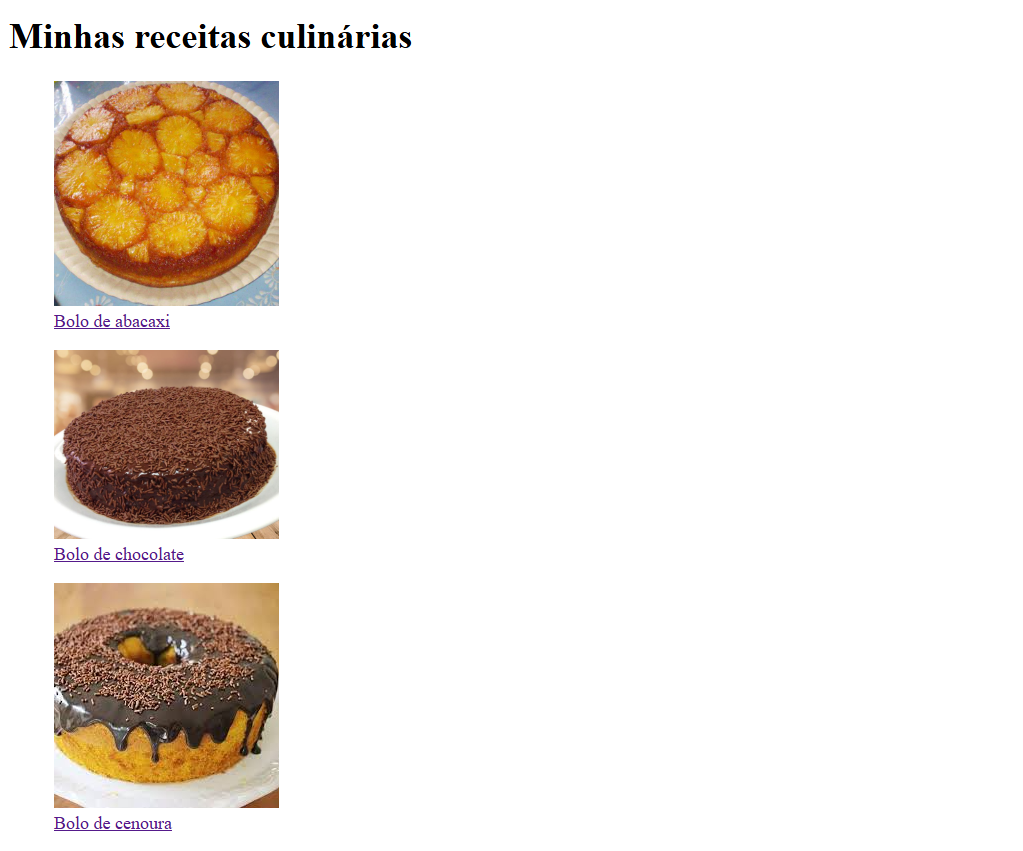 Minhas receitas culinárias
Bolo de abacaxi
Bolo de chocolate
Bolo de cenoura